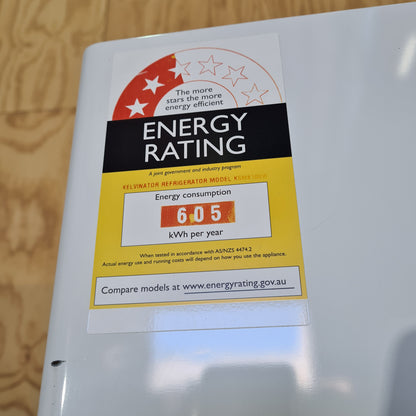 The more
stars the more
energy efficient
ENERGY
RATING
A joint government and industry program
KELVINATOR REFRIGERATOR MODEL
Energy consumption
605
kWh per year
When tested in accordance with AS/NZS 4474.2
Actual energy use and running costs will depend on how you use the appliance.
Compare models at www.energyrating.gov.au